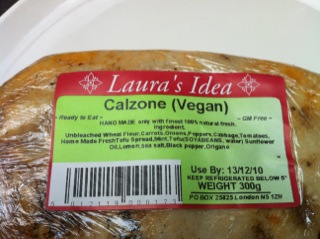 Laura's Idea
Calzone (Vegan)
~ Ready to Eat ~ ~ GM Free ~
HAND MADE only with finest 100% natural fresh.
ingredient.
Unbleached Wheat Flour,Carrots,Onions,Peppers,Cabbage,Tomatoes,
Home Made FreshTofu Spread,Mint,Tofu(SOYABEANS, water) Sunflower
Oil,Lemon,sea salt,Black pepper,Origano
Use By: 13/12/10
KEEP REFRIGERATED BELOW 5°
WEIGHT 300g
PO BOX 25825 London N5 1ZH